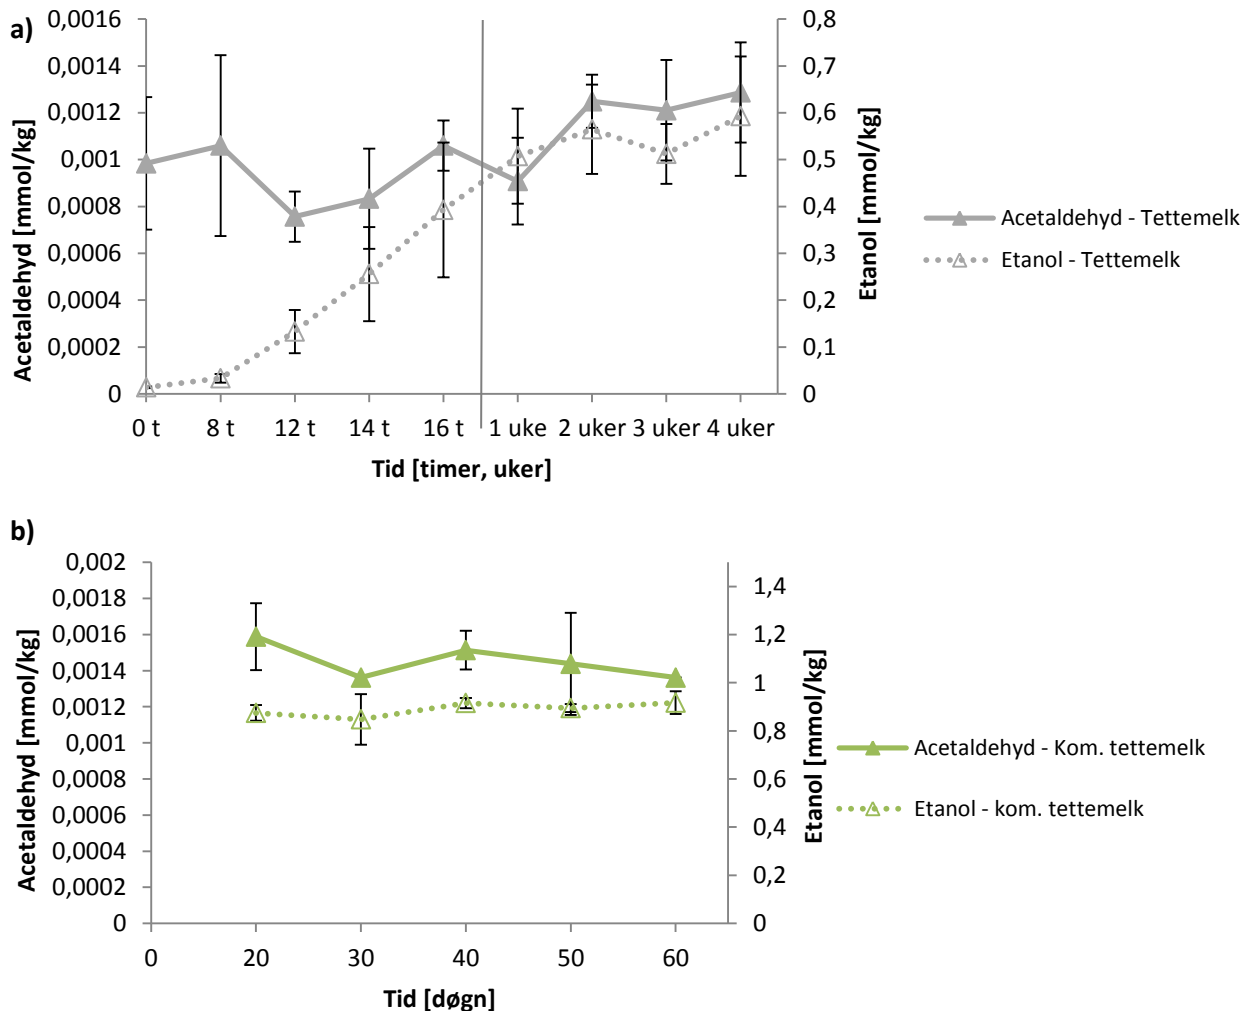 a)
Acetaldehyd [mmol/kg]
0,0016
0,0014
0,0012
0,001
0,0008
0,0006
0,0004
0,0002
0
0,8
0,7
0,6
0,5
0,4
0,3
0,2
0,1
0
Etanol [mmol/kg]
0 t 8 t 12 t 14 t 16 t 1 uke 2 uker 3 uker 4 uker
Tid [timer, uker]
Acetaldehyd - Tettemelk
Etanol - Tettemelk
b)
Acetaldehyd [mmol/kg]
0,002
0,0018
0,0016
0,0014
0,0012
0,001
0,0008
0,0006
0,0004
0,0002
0
1,4
1,2
1
0,8
0,6
0,4
0,2
0
Etanol [mmol/kg]
0 20 30 40 50 60
Tid [døgn]
Acetaldehyd - Kom. tettemelk
Etanol - kom. tettemelk